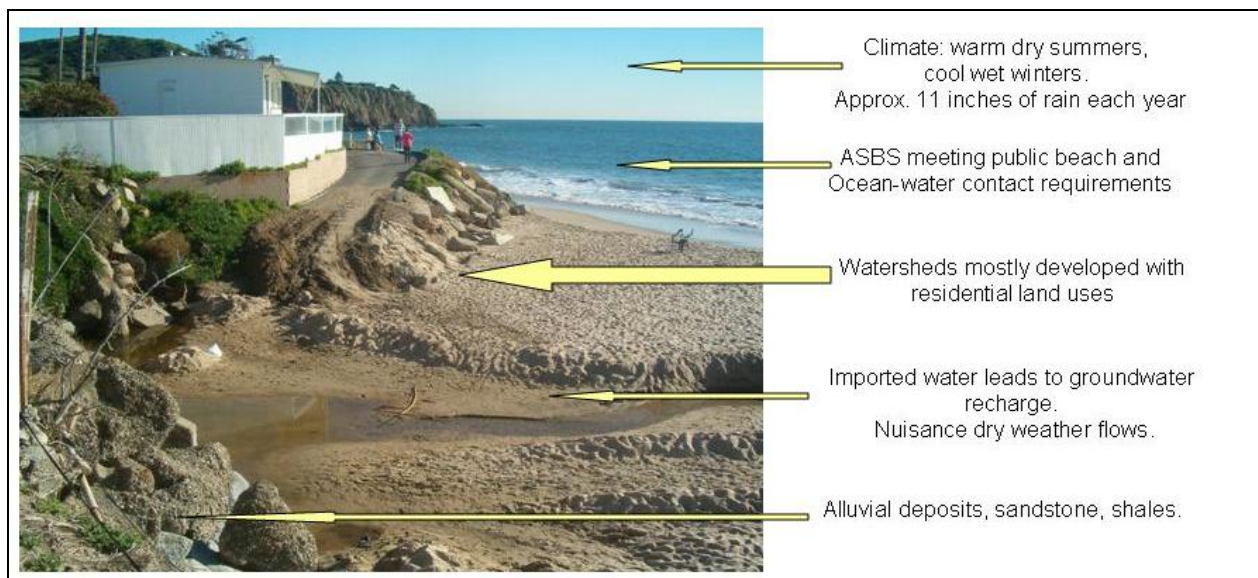 Climate: warm dry summers,
cool wet winters.
Approx. 11 inches of rain each year
ASBS meeting public beach and
Ocean-water contact requirements
Watersheds mostly developed with
residential land uses
Imported water leads to groundwater
recharge.
Nuisance dry weather flows.
Alluvial deposits, sandstone, shales.